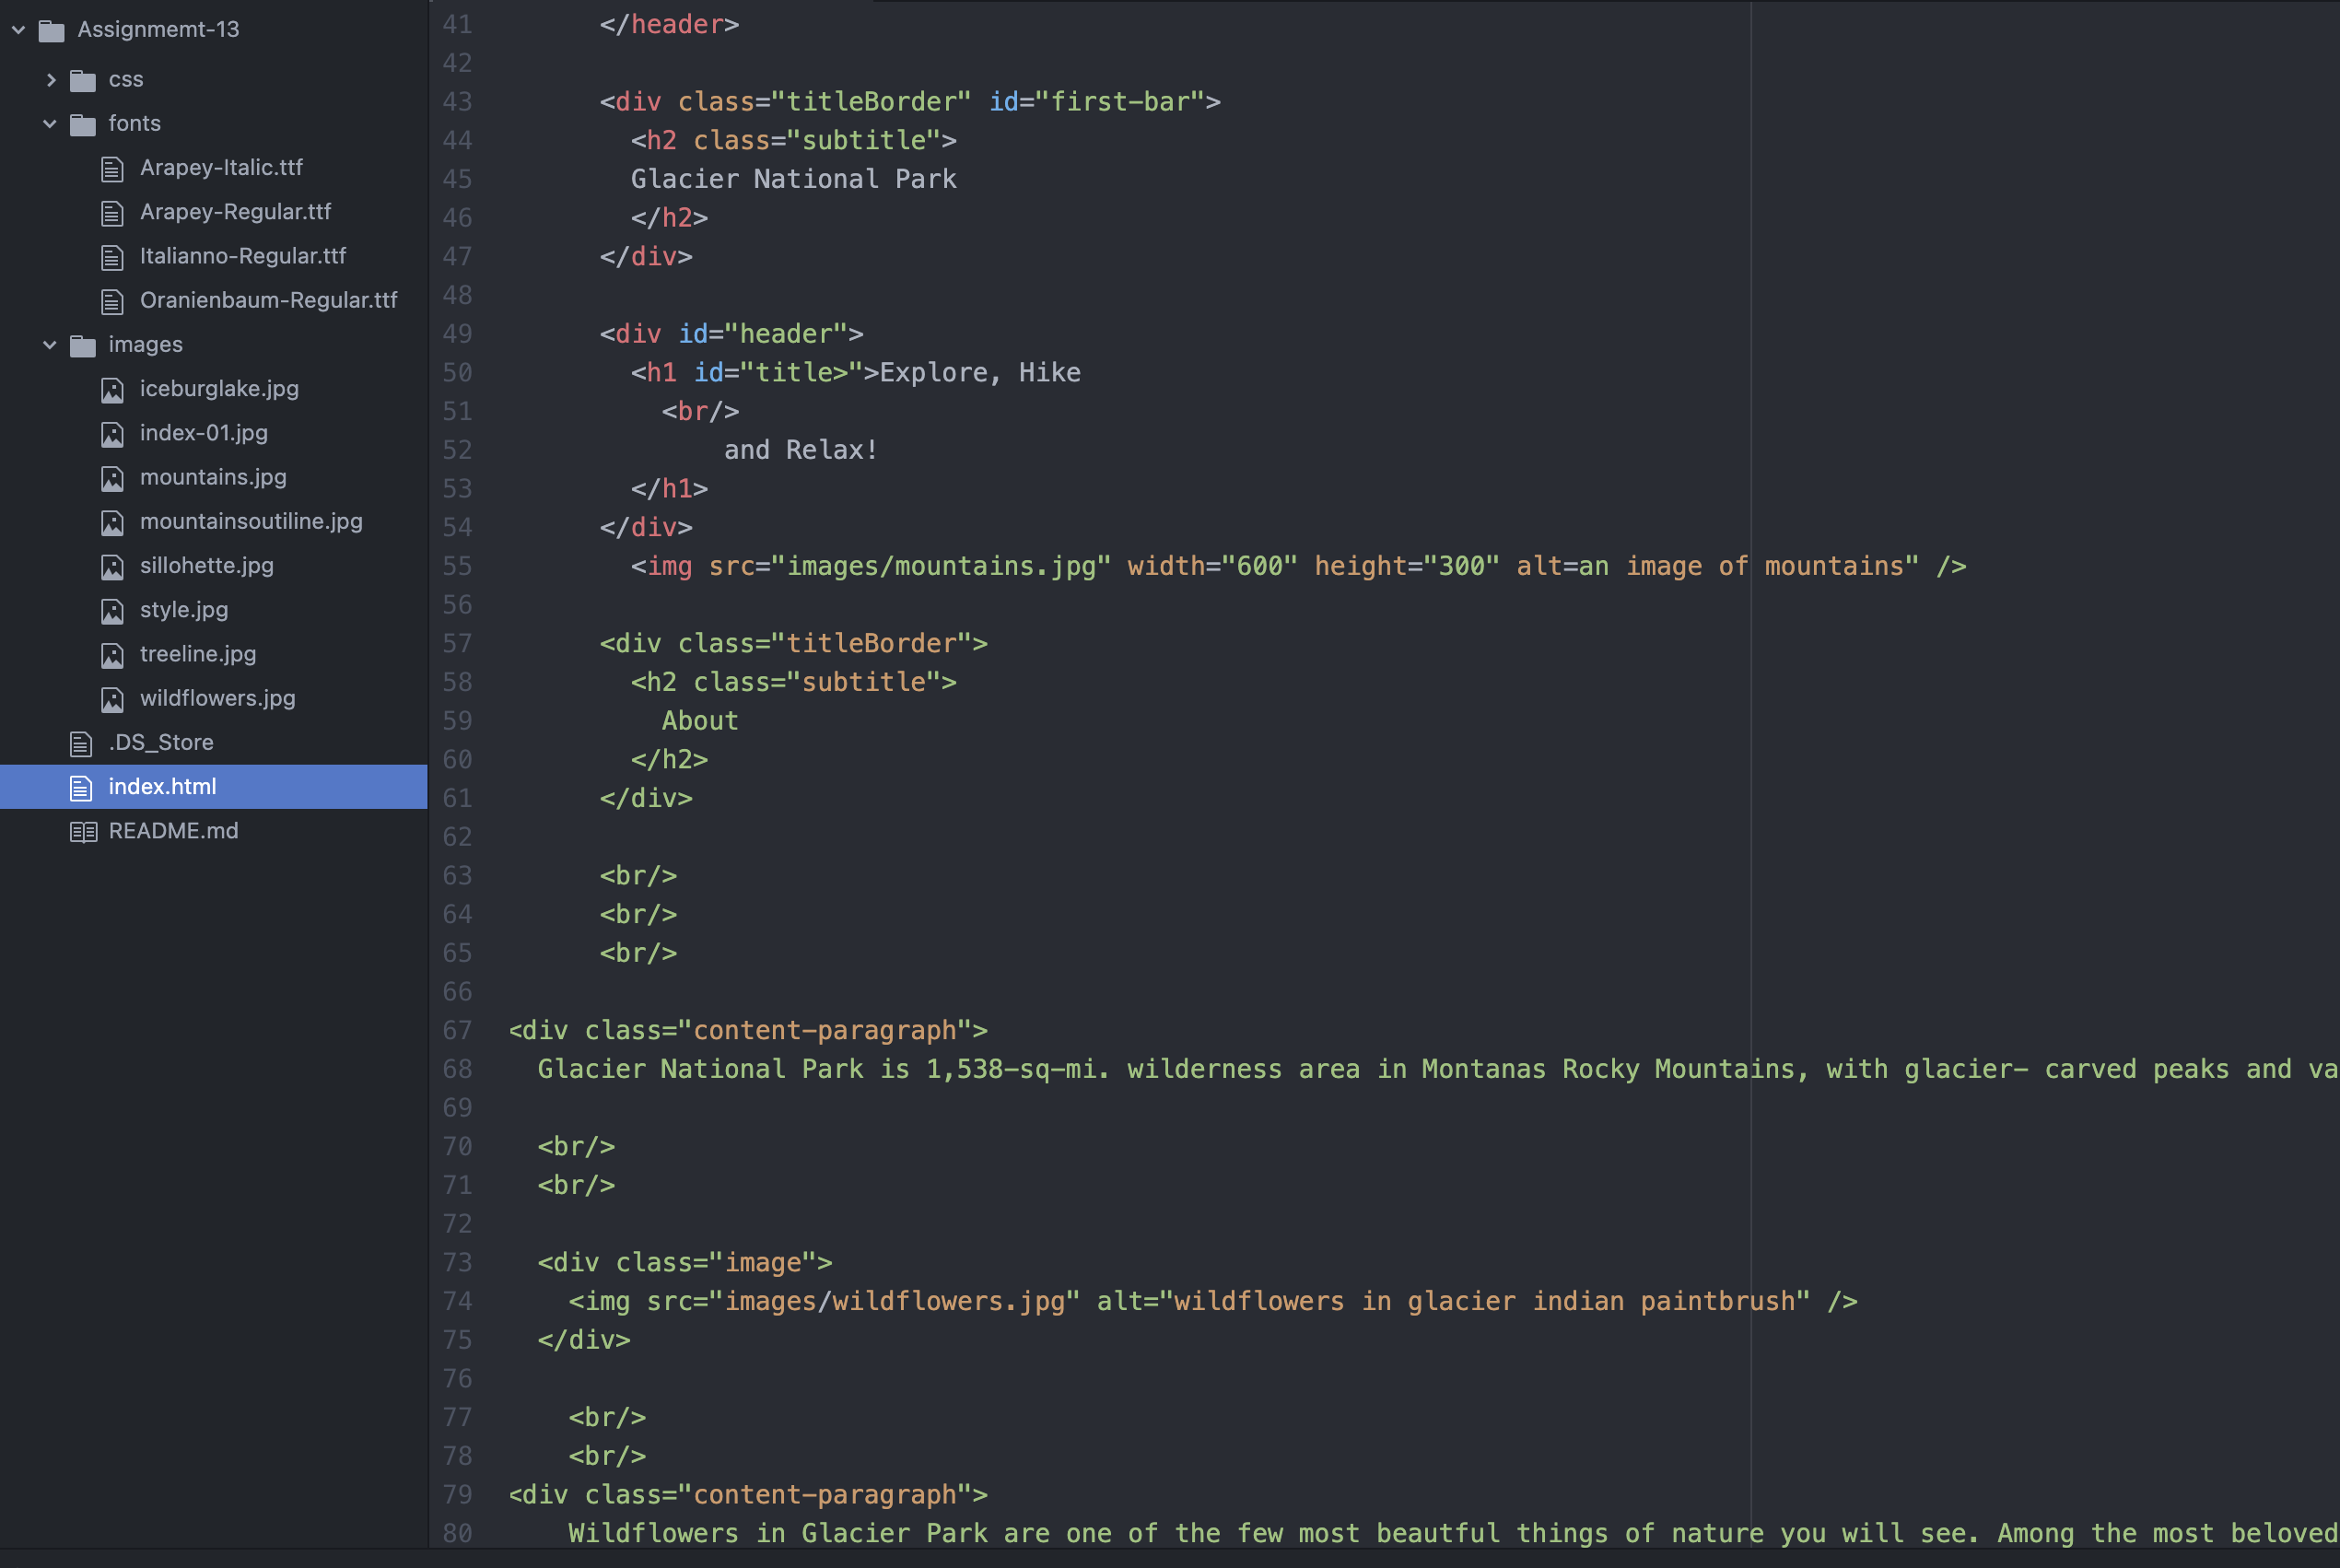 Assignmemt-13
css
fonts
Arapey-Italic.ttf
Arapey-Regular.ttf
Italianno-Regular.ttf
Oranienbaum-Regular.ttf
images
iceburglake.jpg
index-01.jpg
mountains.jpg
mountainsoutiline.jpg
sillohette.jpg
style.jpg
treeline.jpg
wildflowers.jpg
.DS_Store
index.html
README.md
41 </header>
42
43 <div class="titleBorder" id="first-bar">
44 <h2 class="subtitle">
45 Glacier National Park
46 </h2>
47 </div>
48
49 <div id="header">
50 <h1 id="title>">Explore, Hike
51 <br/>
52 and Relax!
53 </h1>
54 </div>
55 <img src="images/mountains.jpg" width="600" height="300" alt=an image of mountains" />
56
57 <div class="titleBorder">
58 <h2 class="subtitle">
59 About
60 </h2>
61 </div>
62
63 <br/>
64 <br/>
65 <br/>
66
67 <div class="content-paragraph">
68 Glacier National Park is 1,538-sq-mi. wilderness area in Montanas Rocky Mountains, with glacier- carved peaks and va
69
70 <br/>
71 <br/>
72
73 <div class="image">
74 <img src="images/wildflowers.jpg" alt="wildflowers in glacier indian paintbrush" />
75 </div>
76
77 <br/>
78 <br/>
79 <div class="content-paragraph">
80 Wildflowers in Glacier Park are one of the few most beautful things of nature you will see. Among the most beloved